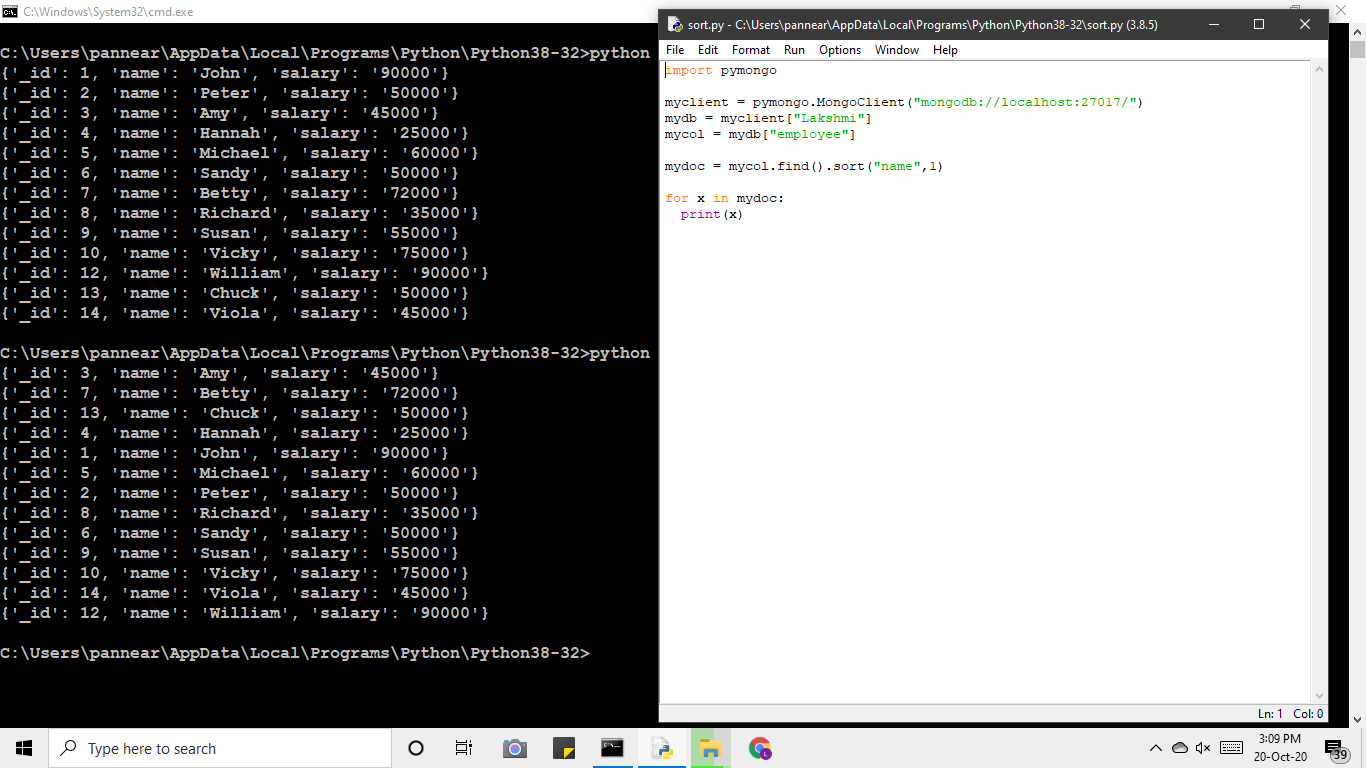 C:\Windows\System32\cmd.exe
C:\Users\pannear\AppData\Local\Programs\Python\Python38-32>python
{'_id': 1, 'name': 'John', 'salary': '90000'}
{'_id': 2, 'name': 'Peter', 'salary': '50000'}
{'_id': 3, 'name': 'Amy', 'salary': '45000'}
{'_id': 4, 'name': 'Hannah', 'salary': '25000'}
{'_id': 5, 'name': 'Michael', 'salary': '60000'}
{'_id': 6, 'name': 'Sandy', 'salary': '50000'}
{'_id': 7, 'name': 'Betty', 'salary': '72000'}
{'_id': 8, 'name': 'Richard', 'salary': '35000'}
{'_id': 9, 'name': 'Susan', 'salary': '55000'}
{'_id': 10, 'name': 'Vicky', 'salary': '75000'}
{'_id': 12, 'name': 'William', 'salary': '90000'}
{'_id': 13, 'name': 'Chuck', 'salary': '50000'}
{'_id': 14, 'name': 'Viola', 'salary': '45000'}
C:\Users\pannear\AppData\Local\Programs\Python\Python38-32>python
{'_id': 3, 'name': 'Amy', 'salary': '45000'}
{'_id': 7, 'name': 'Betty', 'salary': '72000'}
{'_id': 13, 'name': 'Chuck', 'salary': '50000'}
{'_id': 4, 'name': 'Hannah', 'salary': '25000'}
{'_id': 1, 'name': 'John', 'salary': '90000'}
{'_id': 5, 'name': 'Michael', 'salary': '60000'}
{'_id': 2, 'name': 'Peter', 'salary': '50000'}
{'_id': 8, 'name': 'Richard', 'salary': '35000'}
{'_id': 6, 'name': 'Sandy', 'salary': '50000'}
{'_id': 9, 'name': 'Susan', 'salary': '55000'}
{'_id': 10, 'name': 'Vicky', 'salary': '75000'}
{'_id': 14, 'name': 'Viola', 'salary': '45000'}
{'_id': 12, 'name': 'William', 'salary': '90000'}
C:\Users\pannear\AppData\Local\Programs\Python\Python38-32>
sort.py - C:\Users\pannear\AppData\Local\Programs\Python\Python38-32\sort.py (3.8.5)
File Edit Format Run Options Window Help
import pymongo
myclient = pymongo.MongoClient("mongodb://localhost:27017/")
mydb = myclient["Lakshmi"]
mycol = mydb["employee"]
mydoc = mycol.find().sort("name",1)
for x in mydoc:
  print(x)
Ln: 1 Col: 0
Type here to search
3:09 PM
20-Oct-20
39